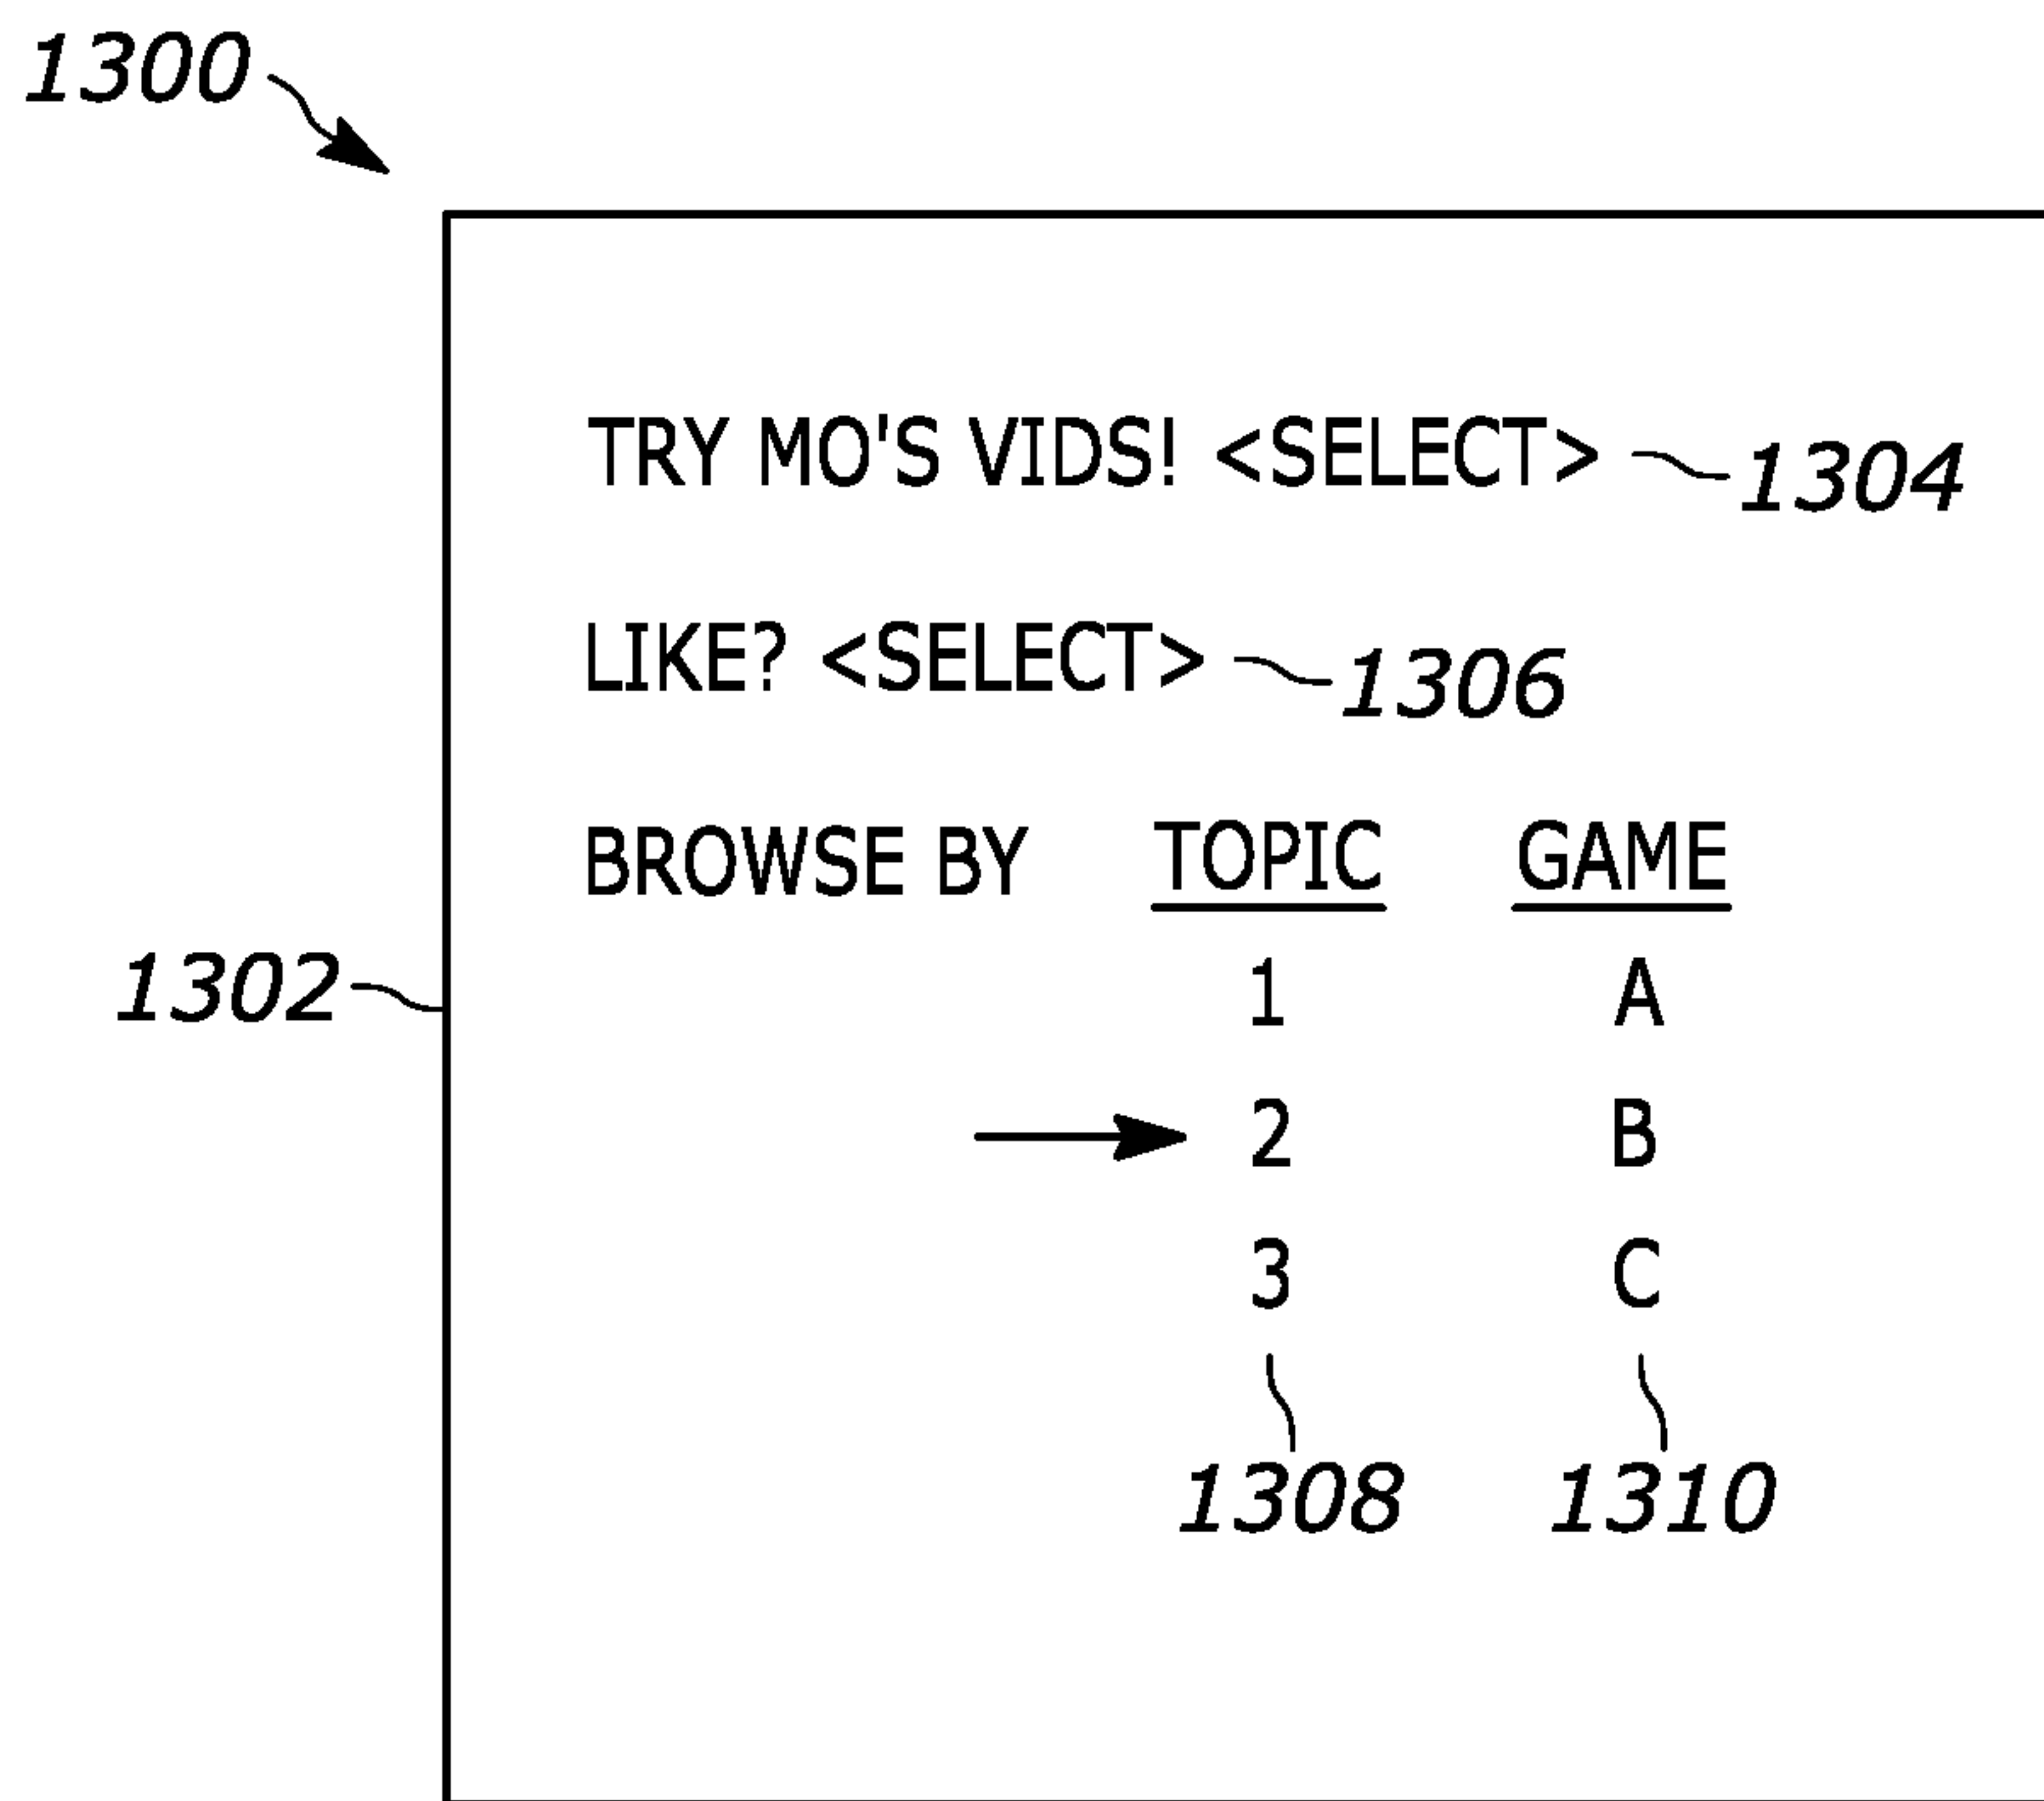 1300
TRY MO'S VIDS! <SELECT> 1304
LIKE? <SELECT> 1306
BROWSE BY TOPIC GAME
1302 1 A
2 B
3 C
1308 1310